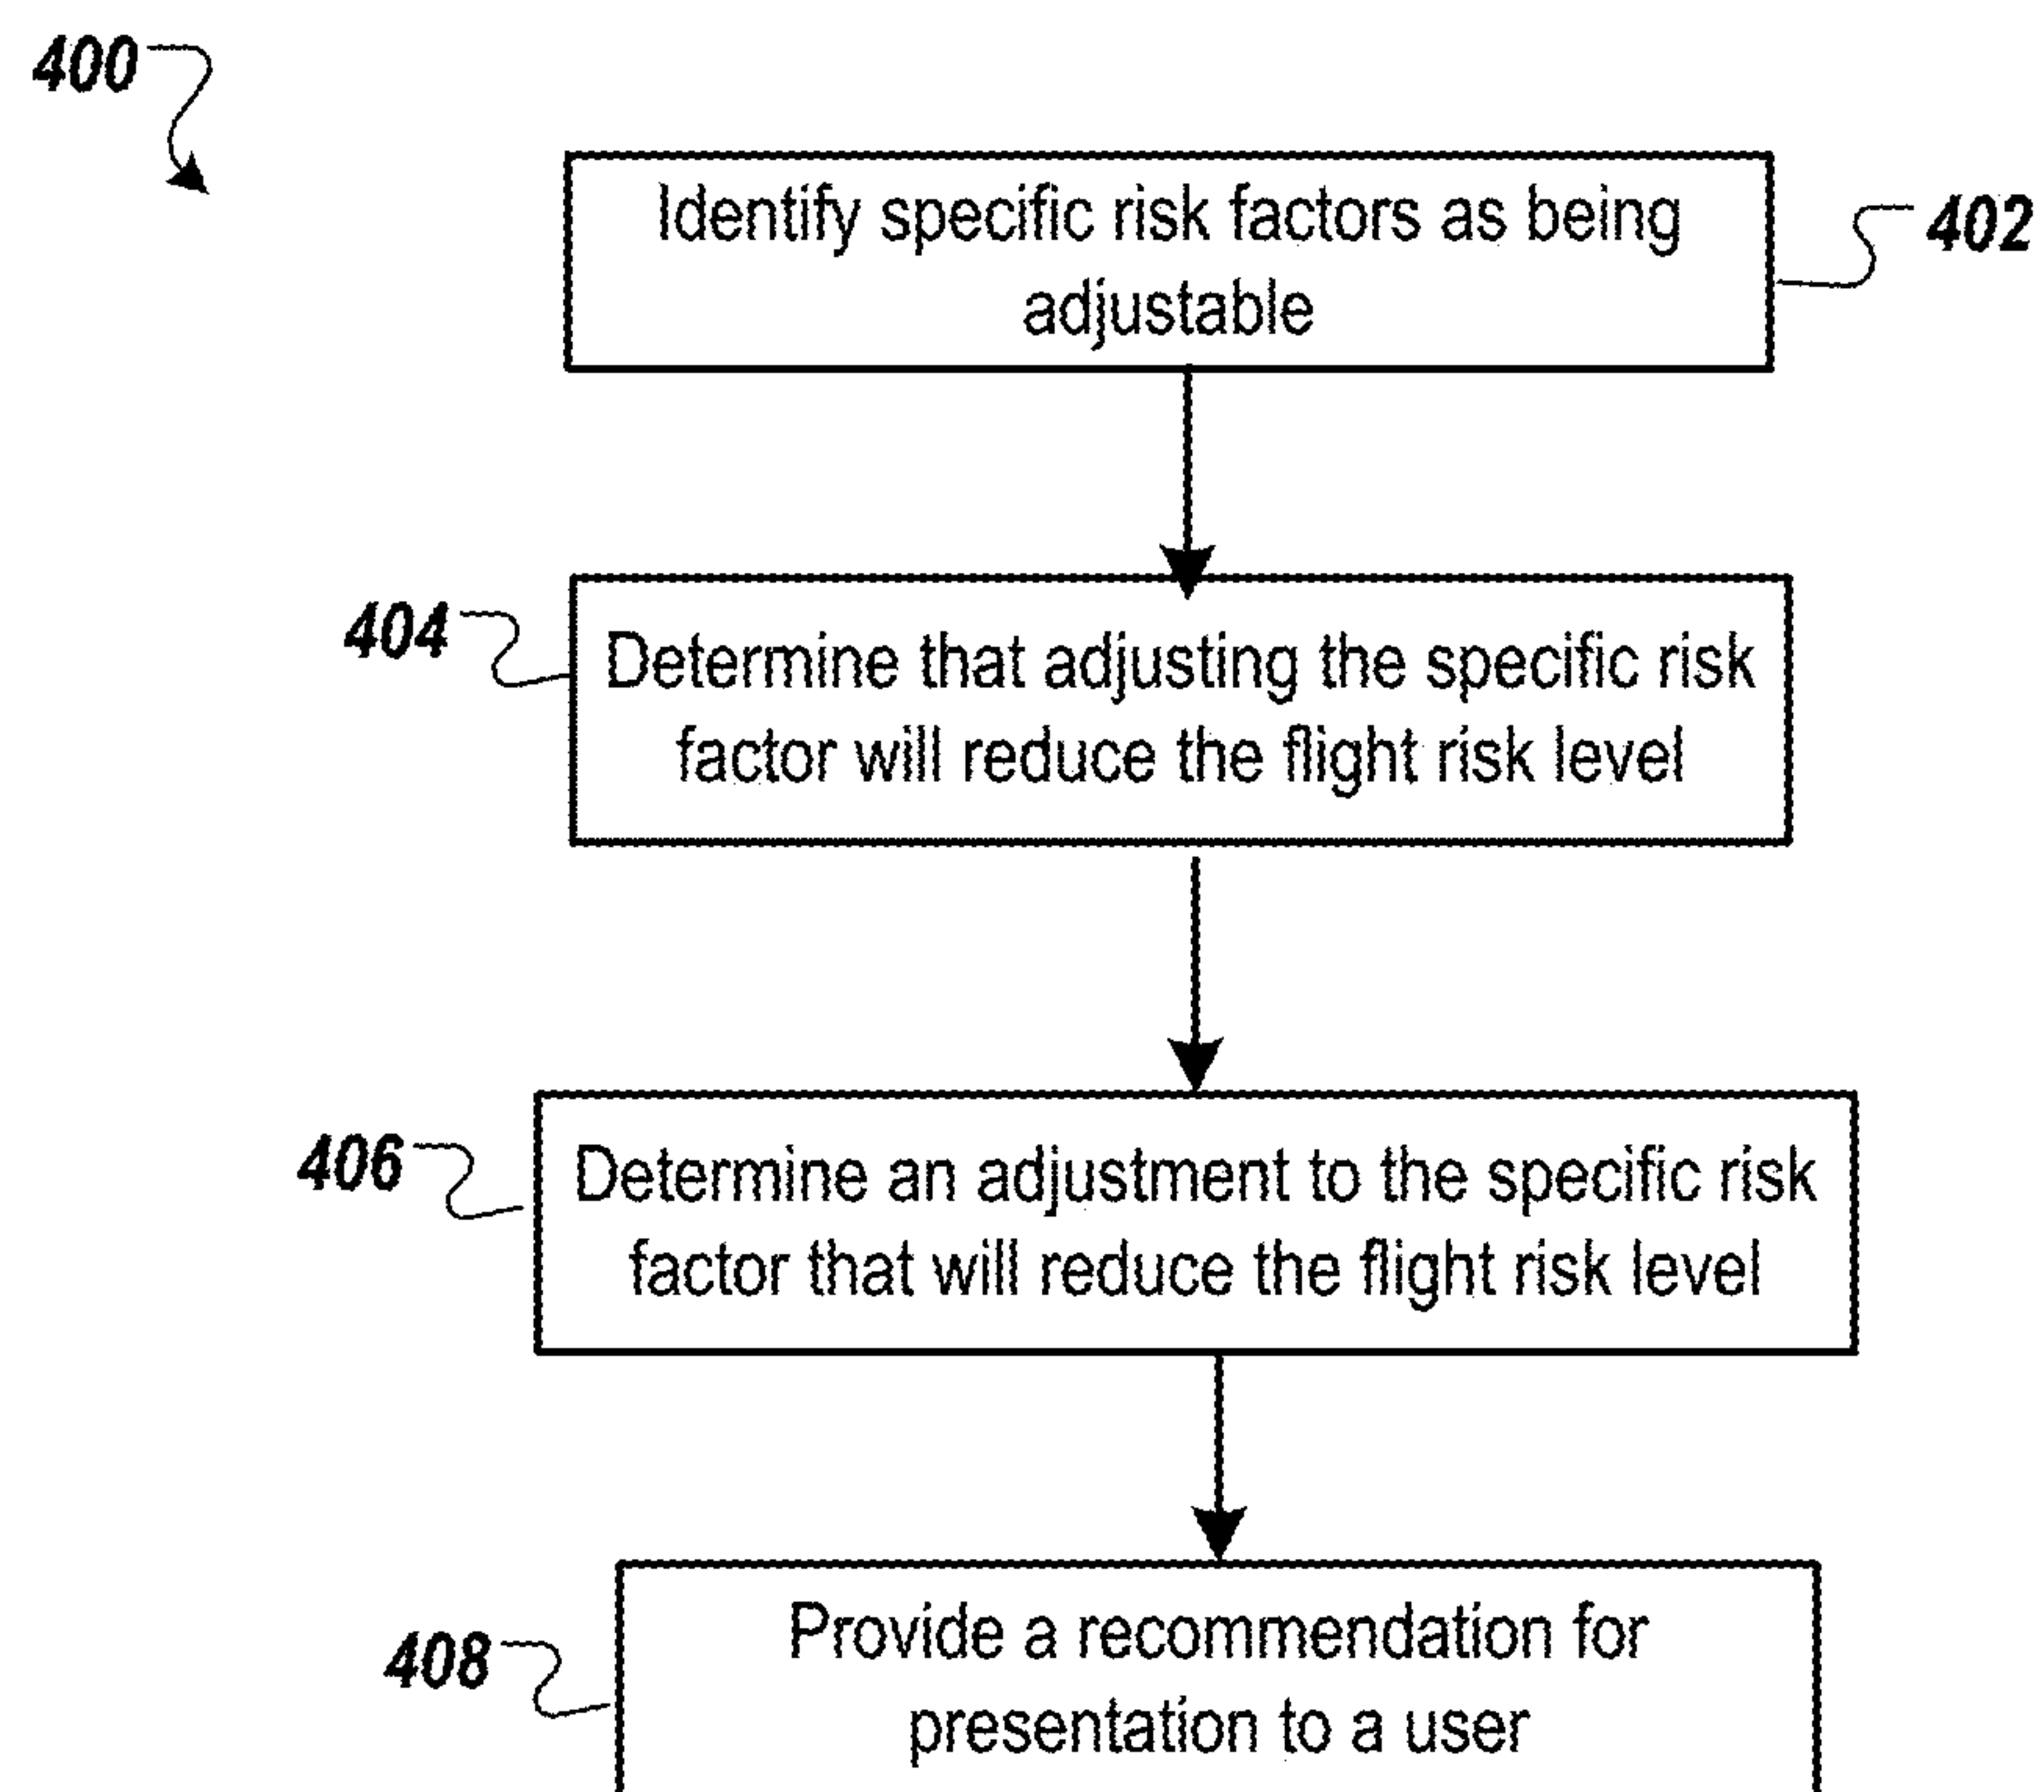 400
Identify specific risk factors as being
adjustable
402
404
Determine that adjusting the specific risk
factor will reduce the flight risk level
406
Determine an adjustment to the specific risk
factor that will reduce the flight risk level
408
Provide a recommendation for
presentation to a user